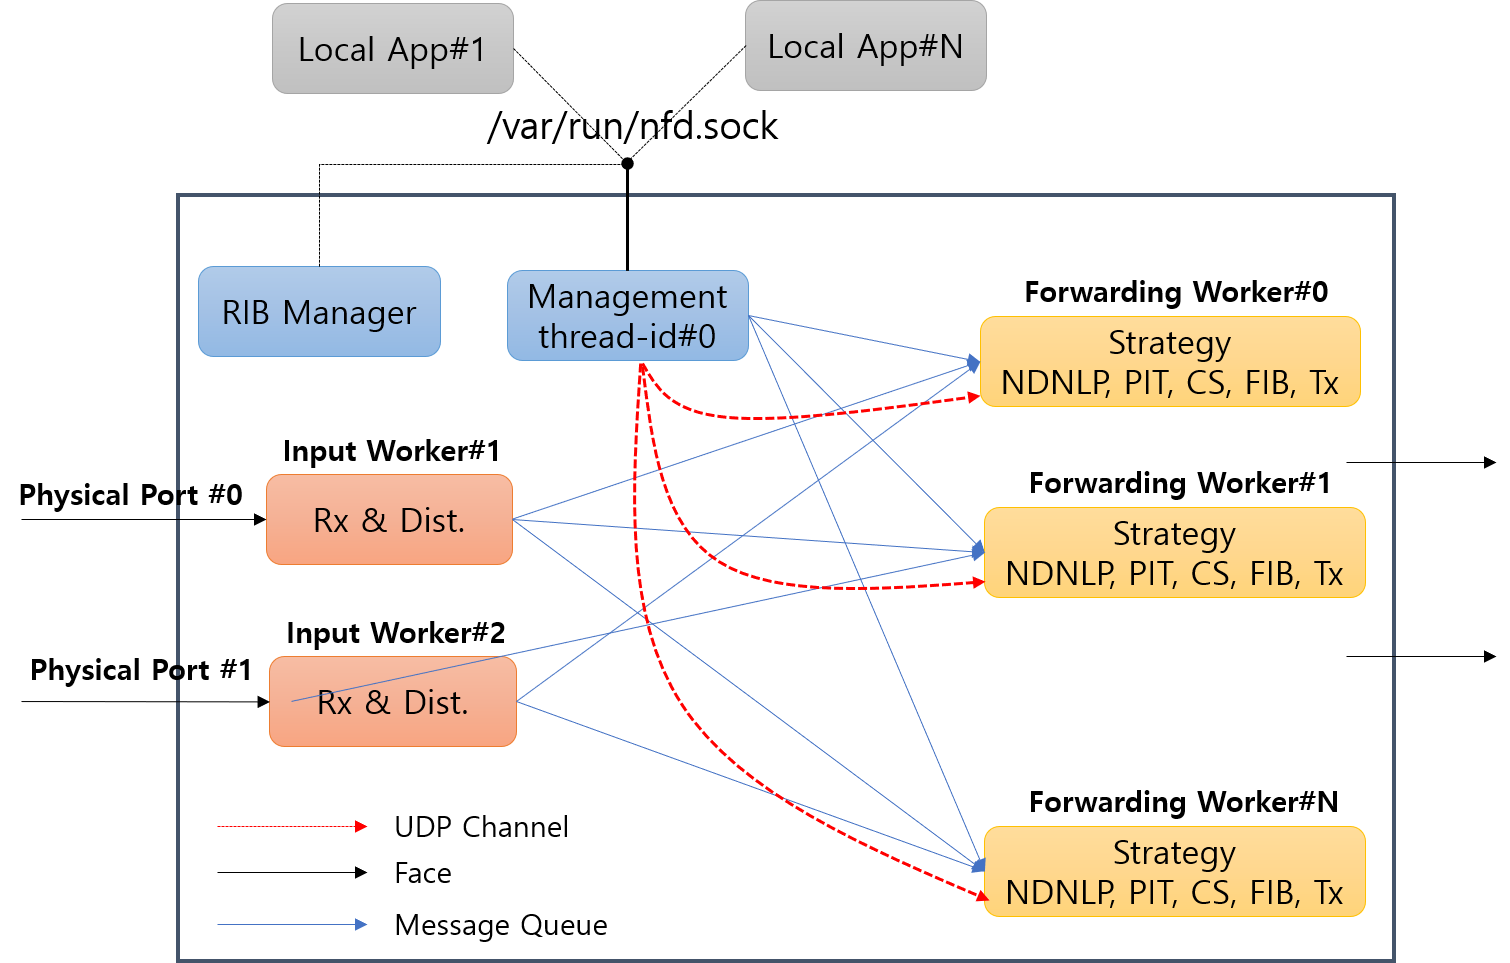 Local App#1
Local App#N
/var/run/nfd.sock
RIB Manager
Management
thread-id#0
Forwarding Worker#0
Strategy
NDNLP, PIT, CS, FIB, Tx
Input Worker#1
Physical Port #0
Rx & Dist.
Forwarding Worker#1
Strategy
NDNLP, PIT, CS, FIB, Tx
Input Worker#2
Physical Port #1
Rx & Dist.
Forwarding Worker#N
Strategy
NDNLP, PIT, CS, FIB, Tx
UDP Channel
Face
Message Queue